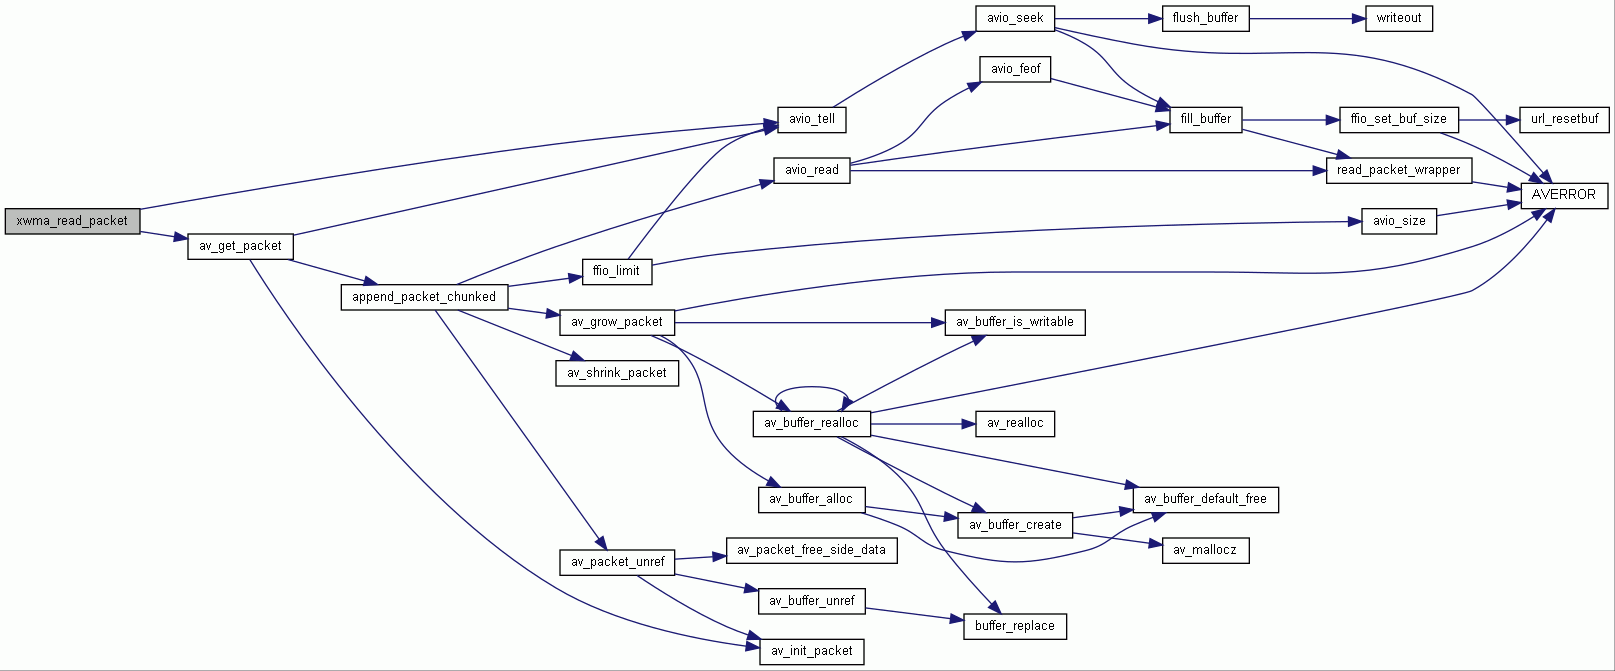 xwma_read_packet
av_get_packet
append_packet_chunked
ffio_limit
av_grow_packet
av_shrink_packet
av_packet_unref
avio_tell
avio_read
av_buffer_realloc
av_buffer_alloc
av_packet_free_side_data
av_buffer_unref
av_init_packet
avio_seek
avio_feof
av_buffer_is_writable
av_realloc
av_buffer_create
buffer_replace
flush_buffer
fill_buffer
av_buffer_default_free
av_mallocz
writeout
ffio_set_buf_size
read_packet_wrapper
avio_size
url_resetbuf
AVERROR